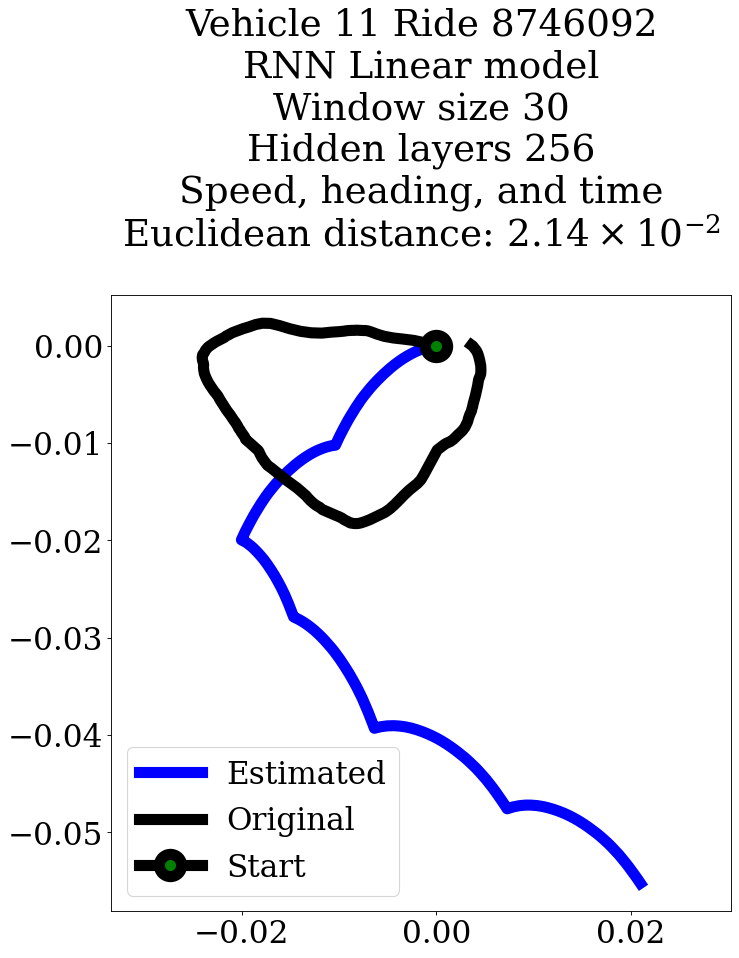 Vehicle 11 Ride 8746092
RNN Linear model
Window size 30
Hidden layers 256
Speed, heading, and time
Euclidean distance: 2.14 × 10⁻²
0.00
−0.01
−0.02
−0.03
−0.04
−0.05
Estimated
Original
Start
−0.02 0.00 0.02